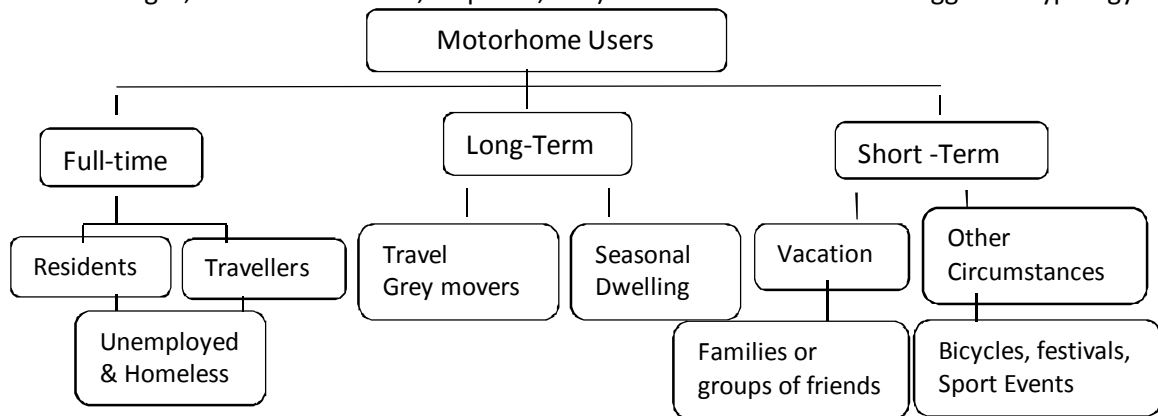 Motorhome Users
Full-time
Long-Term
Short -Term
Residents
Travellers
Travel
Grey movers
Seasonal
Dwelling
Vacation
Other
Circumstances
Unemployed
& Homeless
Families or
groups of friends
Bicycles, festivals,
Sport Events